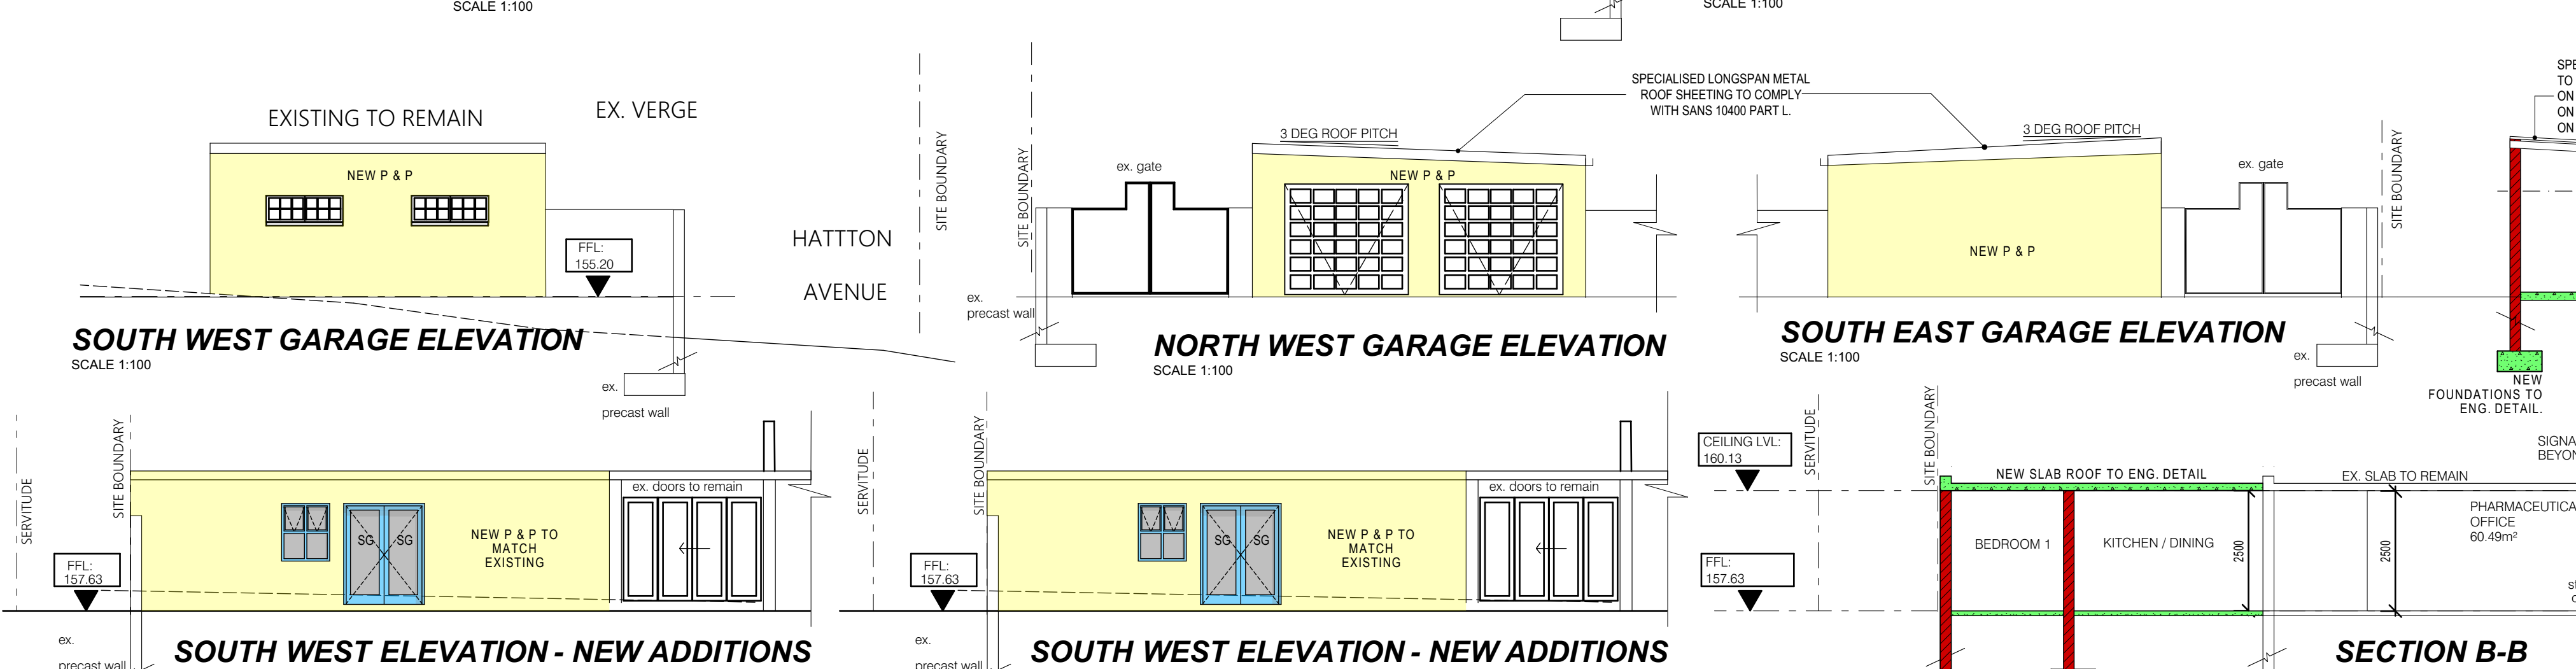 SCALE 1:100
SCALE 1:100
EXISTING TO REMAIN
EX. VERGE
NEW P & P
FFL:
155.20
HATTTON
AVENUE
SITE BOUNDARY
SOUTH WEST GARAGE ELEVATION
SCALE 1:100
ex.
precast wall
SITE BOUNDARY
ex. gate
3 DEG ROOF PITCH
SPECIALISED LONGSPAN METAL
ROOF SHEETING TO COMPLY
WITH SANS 10400 PART L.
NEW P & P
ex.
precast wall
NORTH WEST GARAGE ELEVATION
SCALE 1:100
3 DEG ROOF PITCH
ex. gate
NEW P & P
SITE BOUNDARY
SOUTH EAST GARAGE ELEVATION
SCALE 1:100
ex.
precast wall
TO
ON
ON
ON
NEW
FOUNDATIONS TO
ENG. DETAIL.
SERVITUDE
SITE BOUNDARY
ex. doors to remain
SG
SG
NEW P & P TO
MATCH
EXISTING
FFL:
157.63
ex.
precast wall
SOUTH WEST ELEVATION - NEW ADDITIONS
SERVITUDE
SITE BOUNDARY
ex. doors to remain
SG
SG
NEW P & P TO
MATCH
EXISTING
FFL:
157.63
ex.
precast wall
SOUTH WEST ELEVATION - NEW ADDITIONS
CEILING LVL:
160.13
FFL:
157.63
SERVITUDE
SITE BOUNDARY
NEW SLAB ROOF TO ENG. DETAIL
EX. SLAB TO REMAIN
BEDROOM 1
KITCHEN / DINING
2500
2500
PHARMACEUTICA
OFFICE
60.49m²
SIGNA
BEYON
SECTION B-B